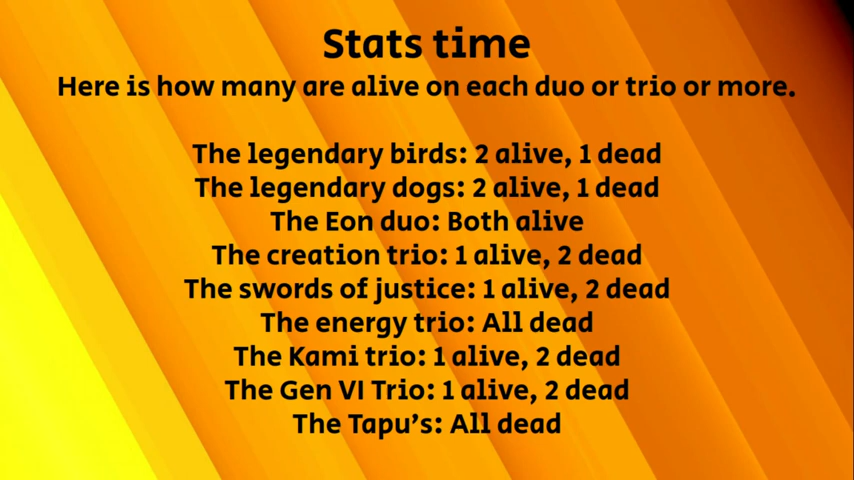 Stats time
Here is how many are alive on each duo or trio or more.
The legendary birds: 2 alive, 1 dead
The legendary dogs: 2 alive, 1 dead
The Eon duo: Both alive
The creation trio: 1 alive, 2 dead
The swords of justice: 1 alive, 2 dead
The energy trio: All dead
The Kami trio: 1 alive, 2 dead
The Gen VI Trio: 1 alive, 2 dead
The Tapu's: All dead